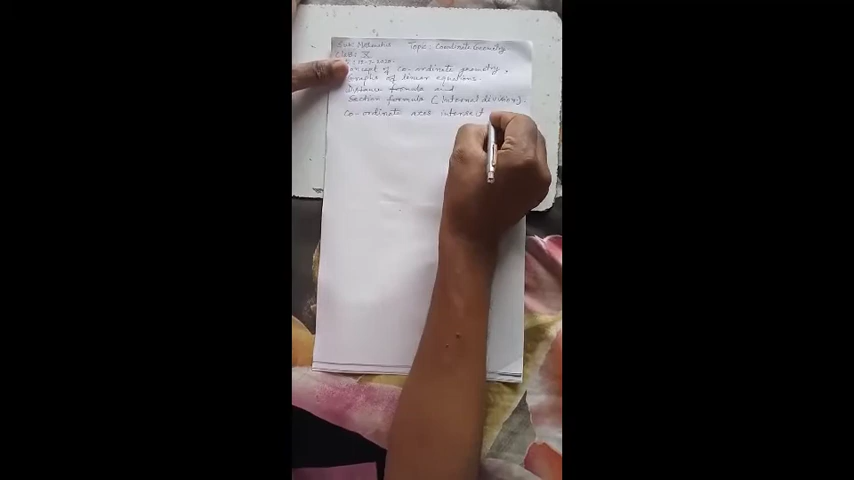 Sub: Mathematics Topic: Coordinate Geometry
Class: X
concept of co-ordinate geometry,
Graphs of linear equations.
Distance formula and
Section formula (Internal division).
co-ordinate axes intersect